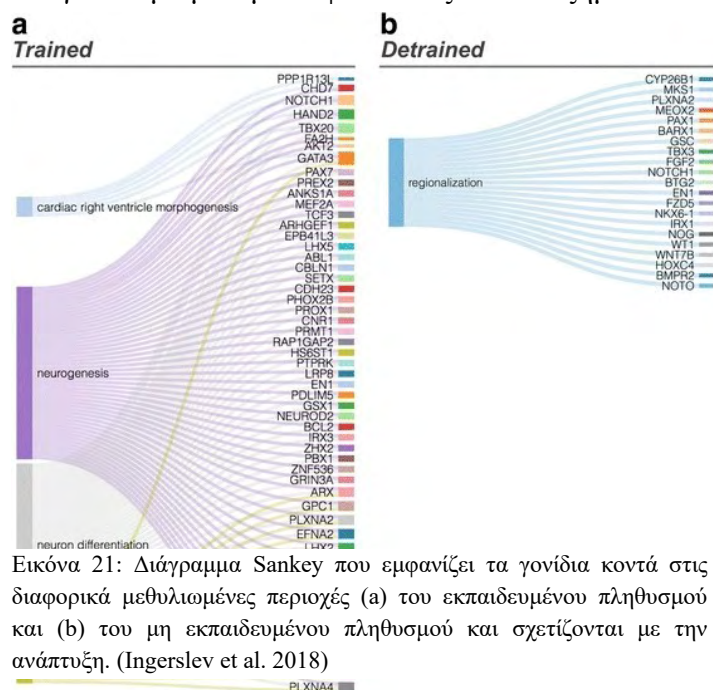 a
Trained
PPP1R13L
CHD7
NOTCH1
HAND2
TBX20
FA2H
AKT2
GATA3
PAX7
PREX2
ANKS1A
MEF2A
TCF3
ARHGEF1
EPB41L3
LHX5
ABL1
CBLN1
SETX
CDH23
PHOX2B
PROX1
CNR1
PRMT1
RAP1GAP2
HS6ST1
PTPRK
LRP8
EN1
PDLIM5
GSX1
NEUROD2
BCL2
IRX3
ZHX2
PBX1
ZNF536
GRIN3A
ARX
GPC1
PLXNA2
EFNA2
LHX2
cardiac right ventricle morphogenesis
neurogenesis
neuron differentiation
b
Detrained
CYP26B1
MKS1
PLXNA2
MEOX2
PAX1
BARX1
GSC
TBX3
FGF2
NOTCH1
BTG2
EN1
FZD5
NKX6-1
IRX1
NOG
WT1
WNT7B
HOXC4
BMPR2
NOTO
regionalization
Εικόνα 21: Διάγραμμα Sankey που εμφανίζει τα γονίδια κοντά στις
διαφορικά μεθυλιωμένες περιοχές (a) του εκπαιδευμένου πληθυσμού
και (b) του μη εκπαιδευμένου πληθυσμού και σχετίζονται με την
ανάπτυξη. (Ingerslev et al. 2018)
PLXNA4